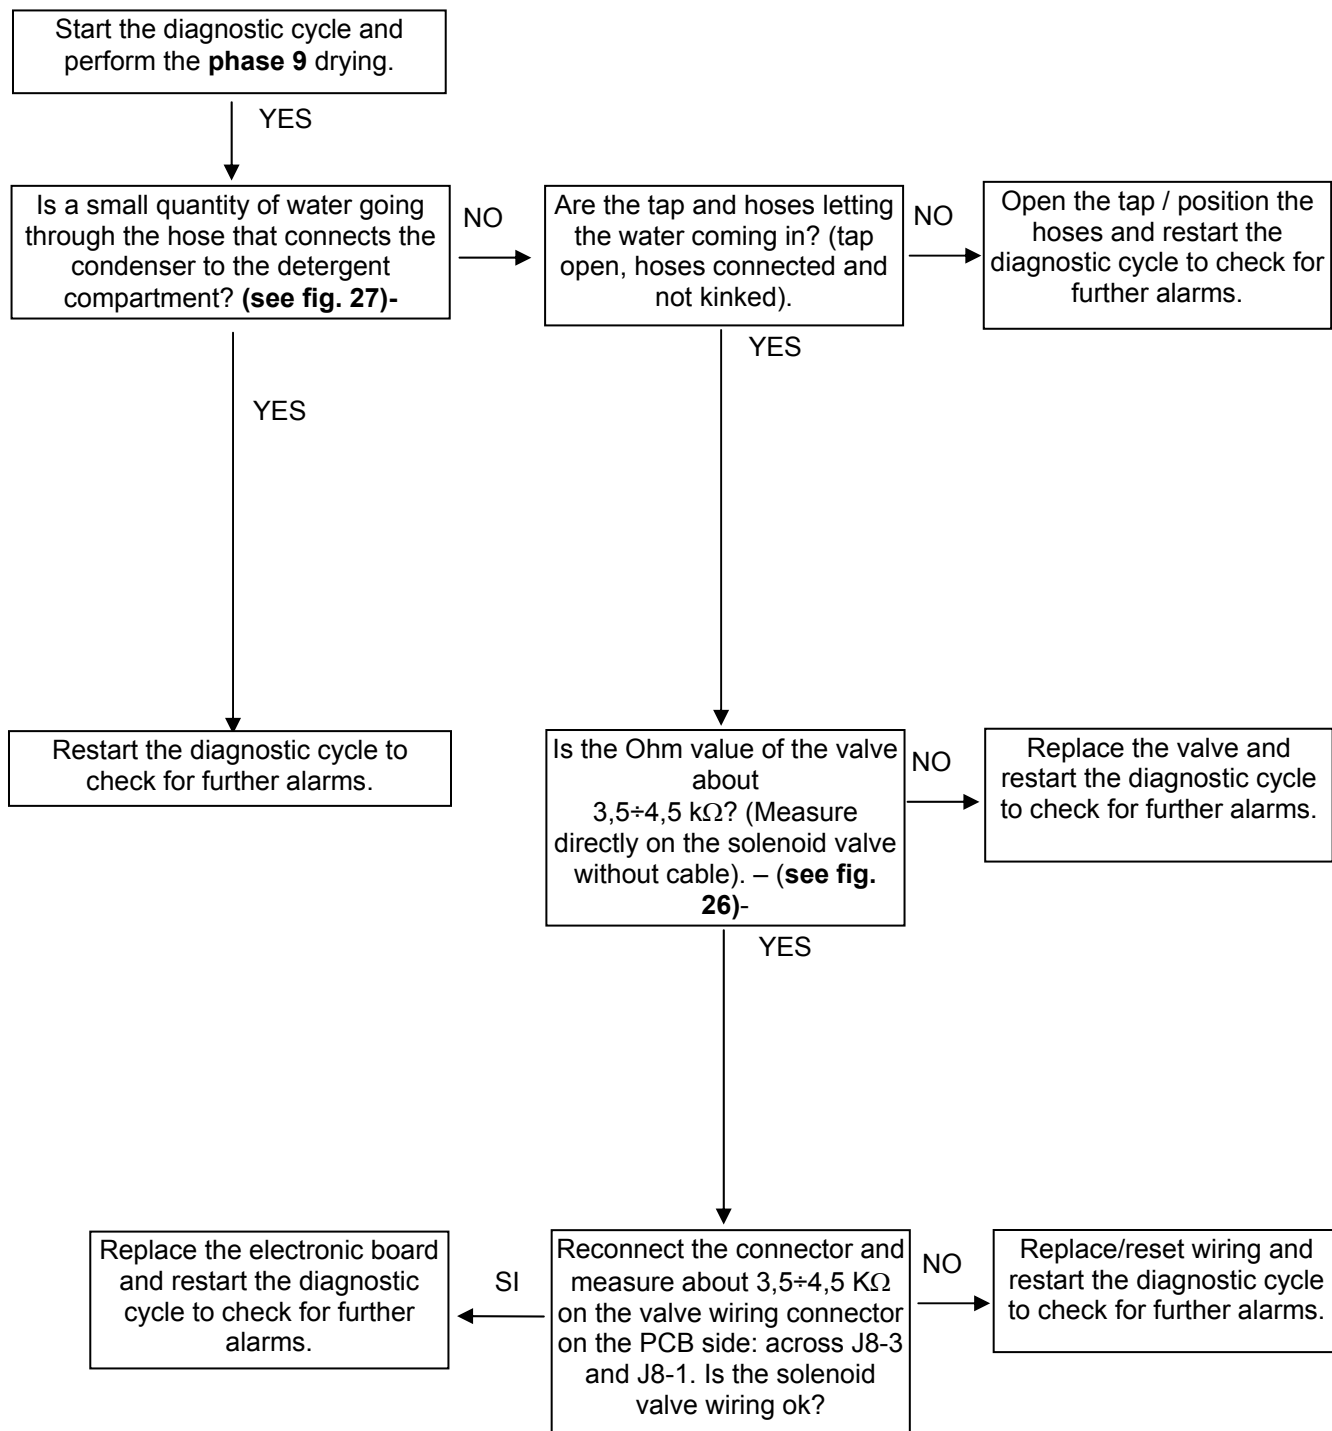 Start the diagnostic cycle and
perform the phase 9 drying.
YES
Is a small quantity of water going
through the hose that connects the
condenser to the detergent
compartment? (see fig. 27)-
NO
Are the tap and hoses letting
the water coming in? (tap
open, hoses connected and
not kinked).
NO
Open the tap / position the
hoses and restart the
diagnostic cycle to check for
further alarms.
YES
YES
Restart the diagnostic cycle to
check for further alarms.
Is the Ohm value of the valve
about
3,5÷4,5 kΩ? (Measure
directly on the solenoid valve
without cable). – (see fig.
26)-
NO
Replace the valve and
restart the diagnostic cycle
to check for further alarms.
YES
Replace the electronic board
and restart the diagnostic
cycle to check for further
alarms.
SI
Reconnect the connector and
measure about 3,5÷4,5 KΩ
on the valve wiring connector
on the PCB side: across J8-3
and J8-1. Is the solenoid
valve wiring ok?
NO
Replace/reset wiring and
restart the diagnostic cycle
to check for further alarms.